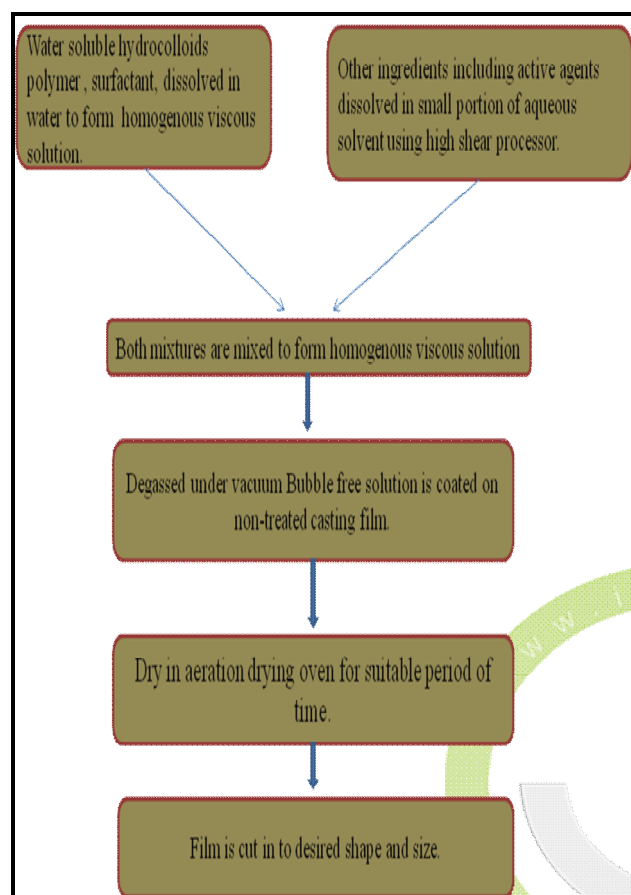 Water soluble hydrocolloids
polymer , surfactant, dissolved in
water to form homogenous viscous
solution.
Other ingredients including active agents
dissolved in small portion of aqueous
solvent using high shear processor.
Both mixtures are mixed to form homogenous viscous solution
Degassed under vacuum Bubble free solution is coated on
non-treated casting film.
Dry in aeration drying oven for suitable period of
time.
Film is cut in to desired shape and size.
w w . i